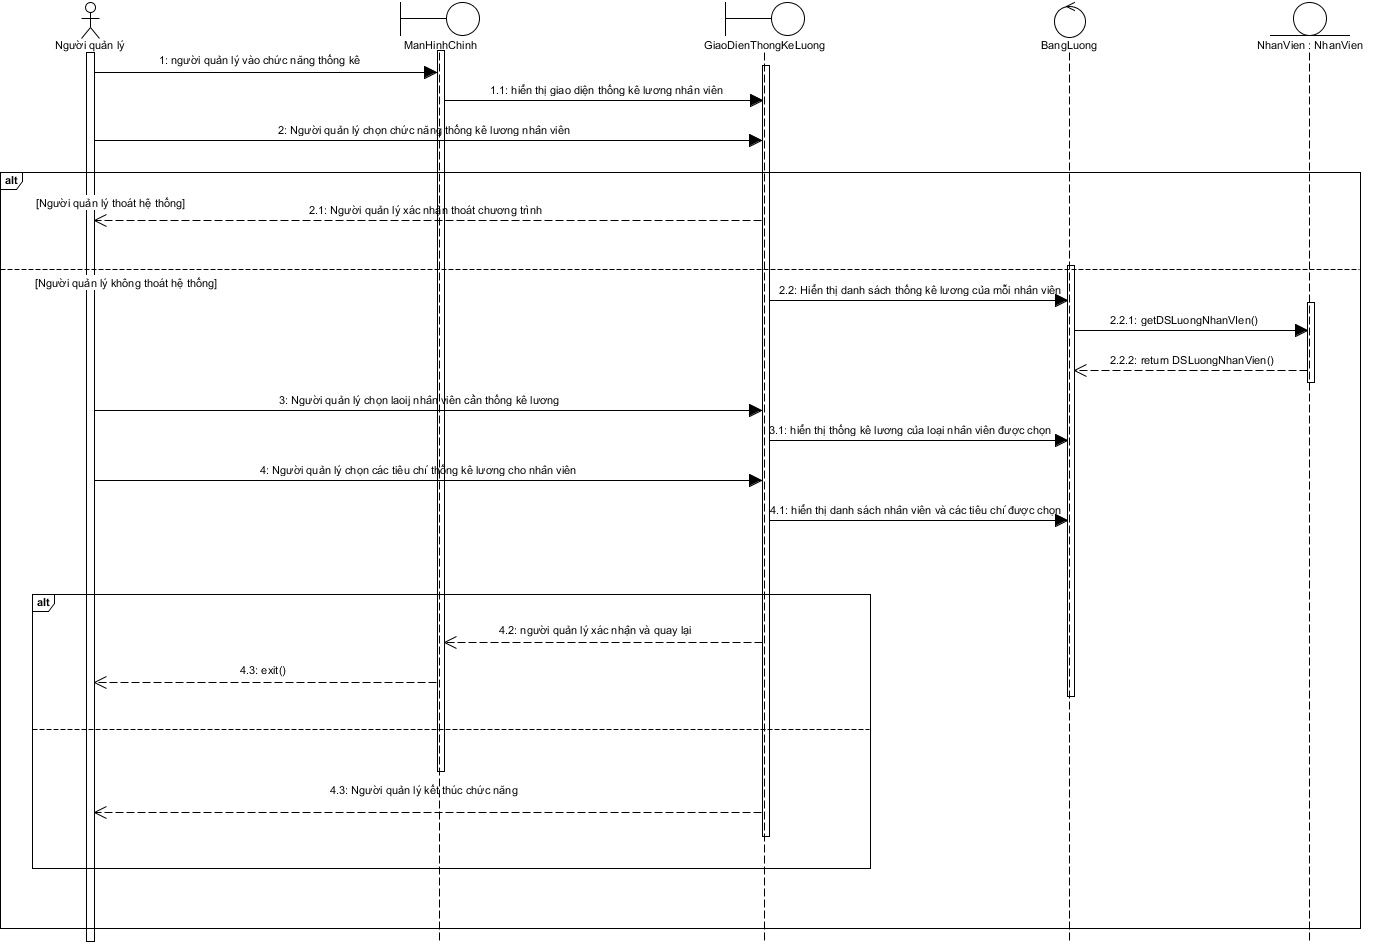 Người quản lý
ManHinhChinh
GiaoDienThongKeLuong
BangLuong
NhanVien : NhanVien
1: người quản lý vào chức năng thống kê
1.1: hiển thị giao diện thống kê lương nhân viên
2: Người quản lý chọn chức năng thống kê lương nhân viên
alt
[Người quản lý thoát hệ thống]
2.1: Người quản lý xác nhận thoát chương trình
[Người quản lý không thoát hệ thống]
2.2: Hiển thị danh sách thống kê lương của mỗi nhân viên
2.2.1: getDSLuongNhanVIen()
2.2.2: return DSLuongNhanVien()
3: Người quản lý chọn laoij nhân viên cần thống kê lương
3.1: hiển thị thống kê lương của loại nhân viên được chọn
4: Người quản lý chọn các tiêu chí thống kê lương cho nhân viên
4.1: hiển thị danh sách nhân viên và các tiêu chí được chọn
alt
4.2: người quản lý xác nhận và quay lại
4.3: exit()
4.3: Người quản lý kết thúc chức năng